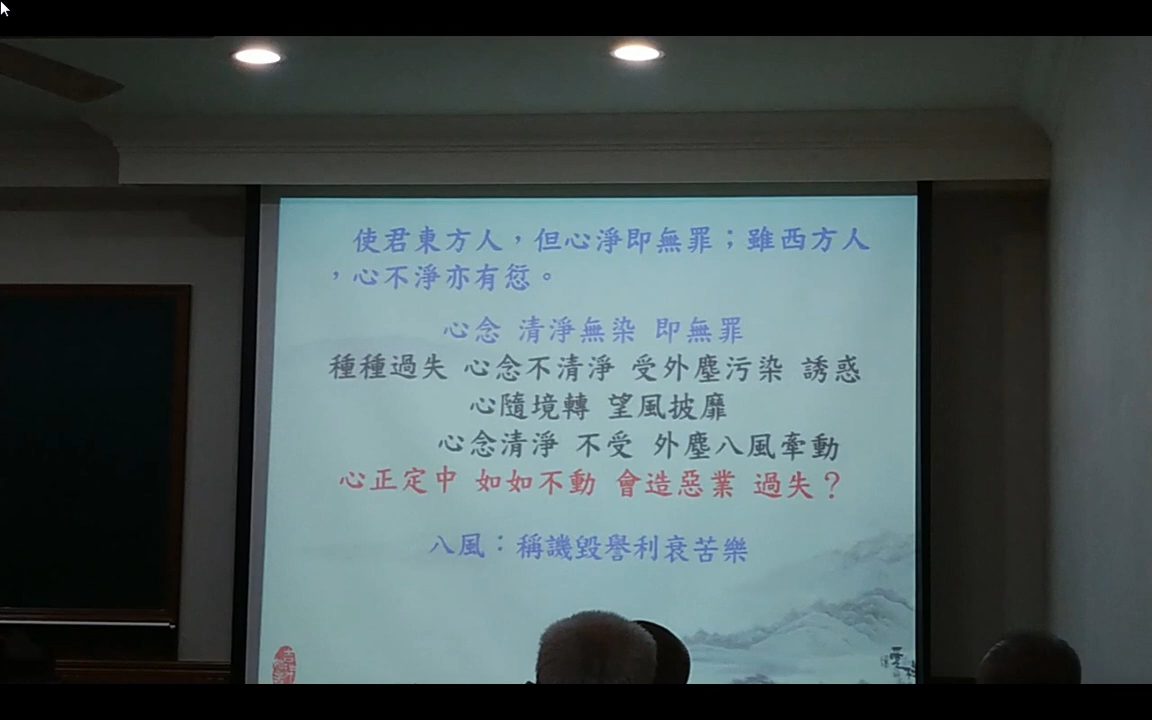 使君東方人，但心淨即無罪；雖西方人
，心不淨亦有愆。
心念 清淨無染 即無罪
種種過失 心念不清淨 受外塵污染 誘惑
心隨境轉 望風披靡
心念清淨 不受 外塵八風牽動
心正定中 如如不動 會造惡業 過失？
八風：稱譏毀譽利衰苦樂